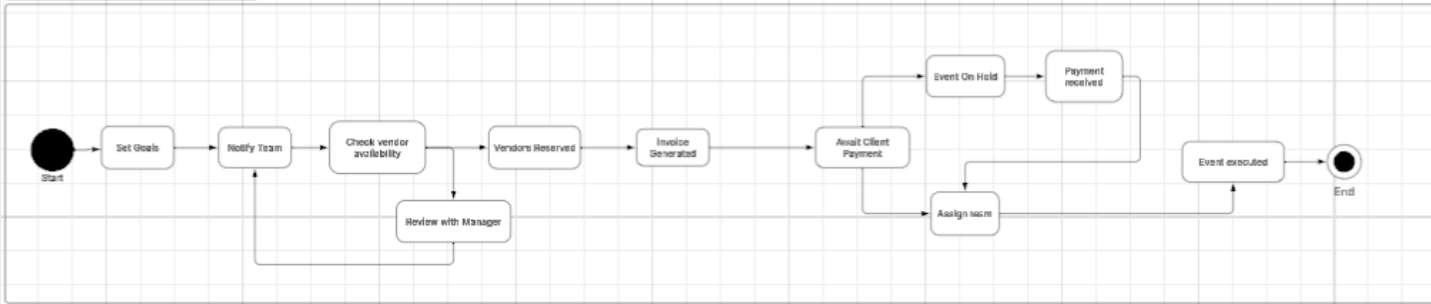 Start
Set Goals
Notify Team
Check vendor
availability
Review with Manager
Vendors Reserved
Invoice
Generated
Await Client
Payment
Event On Hold
Payment
received
Assign team
Event executed
End